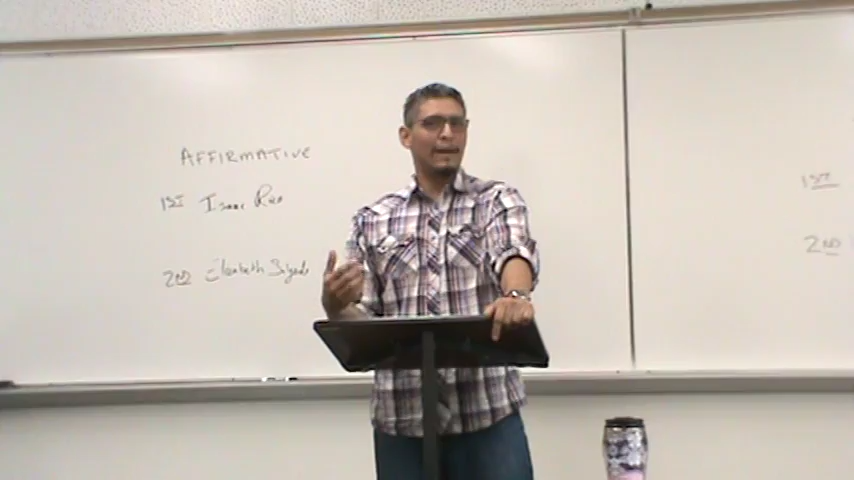 AFFIRMATIVE
1ST Isaac
2ND Elizabeth
1ST
2ND